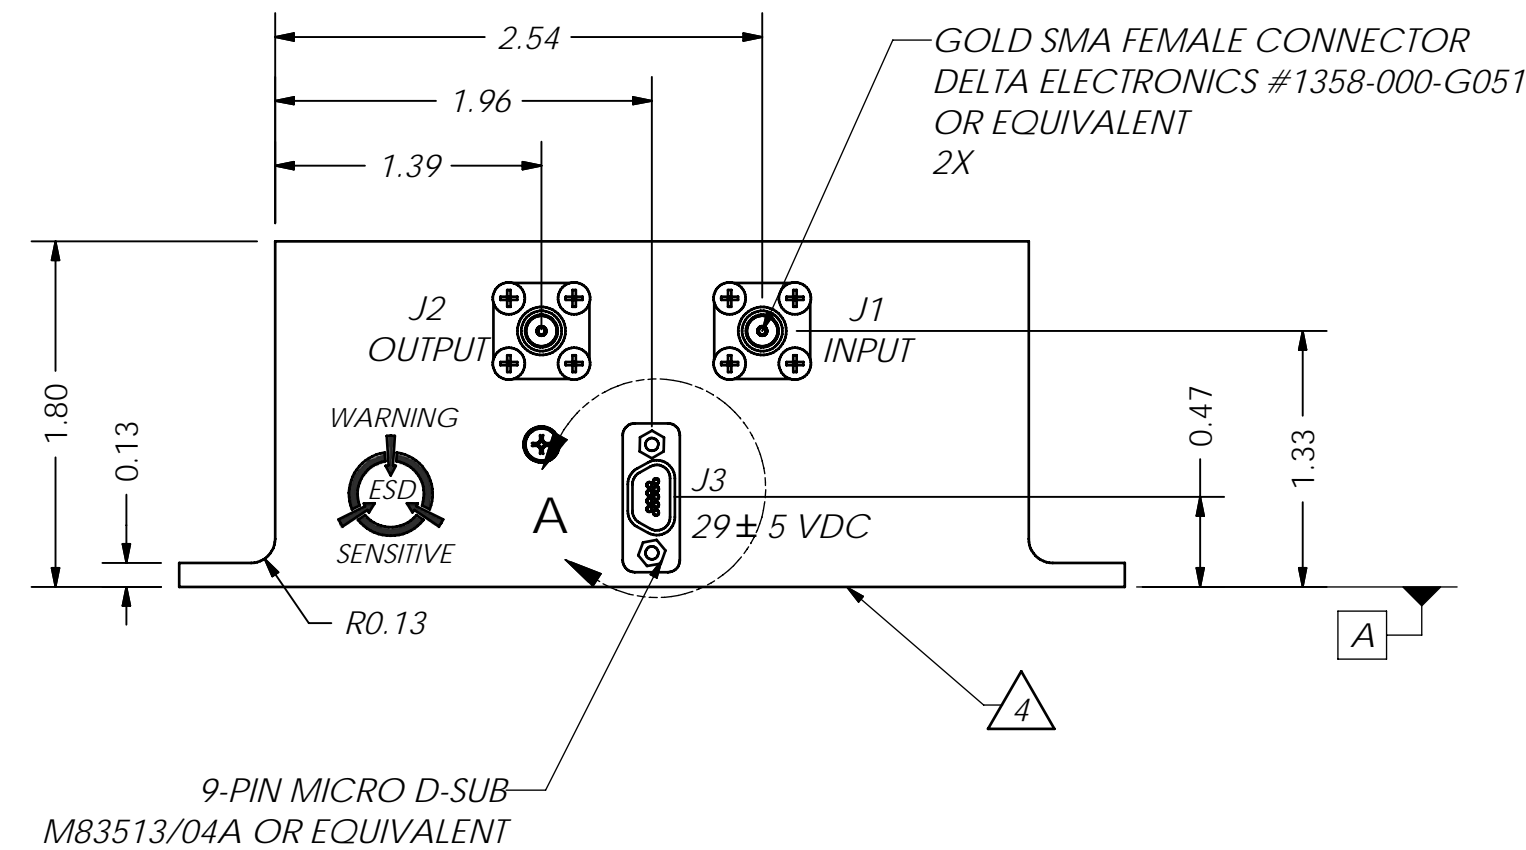 2.54
GOLD SMA FEMALE CONNECTOR
DELTA ELECTRONICS #1358-000-G051
OR EQUIVALENT
2X
1.96
1.39
J2
OUTPUT
J1
INPUT
1.80
0.13
WARNING
ESD
SENSITIVE
A
J3
29 ± 5 VDC
0.47
1.33
R0.13
A
4
9-PIN MICRO D-SUB
M83513/04A OR EQUIVALENT